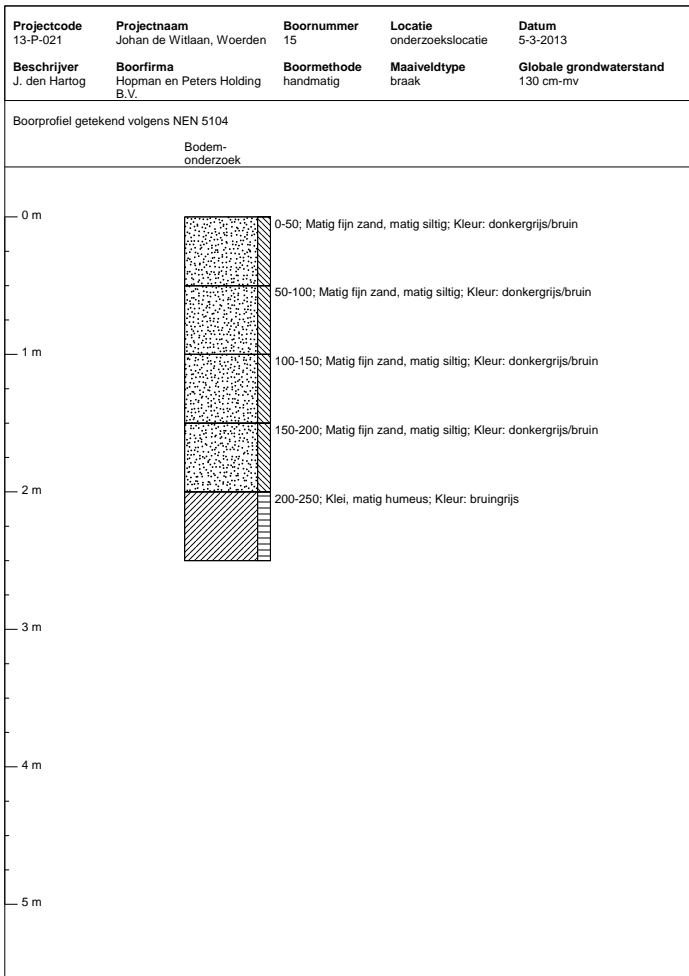 Projectcode Projectnaam Boornummer Locatie Datum
13-P-021 Johan de Witlaan, Woerden 15 onderzoekslocatie 5-3-2013
Beschrijver Boorfirma Boormethode Maaiveldtype Globale grondwaterstand
J. den Hartog Hopman en Peters Holding handmatig braak 130 cm-mv
B.V.
Boorprofiel getekend volgens NEN 5104
Bodem-
onderzoek
0 m
0-50; Matig fijn zand, matig siltig; Kleur: donkergrijs/bruin
50-100; Matig fijn zand, matig siltig; Kleur: donkergrijs/bruin
1 m
100-150; Matig fijn zand, matig siltig; Kleur: donkergrijs/bruin
150-200; Matig fijn zand, matig siltig; Kleur: donkergrijs/bruin
2 m
200-250; Klei, matig humeus; Kleur: bruingrijs
3 m
4 m
5 m